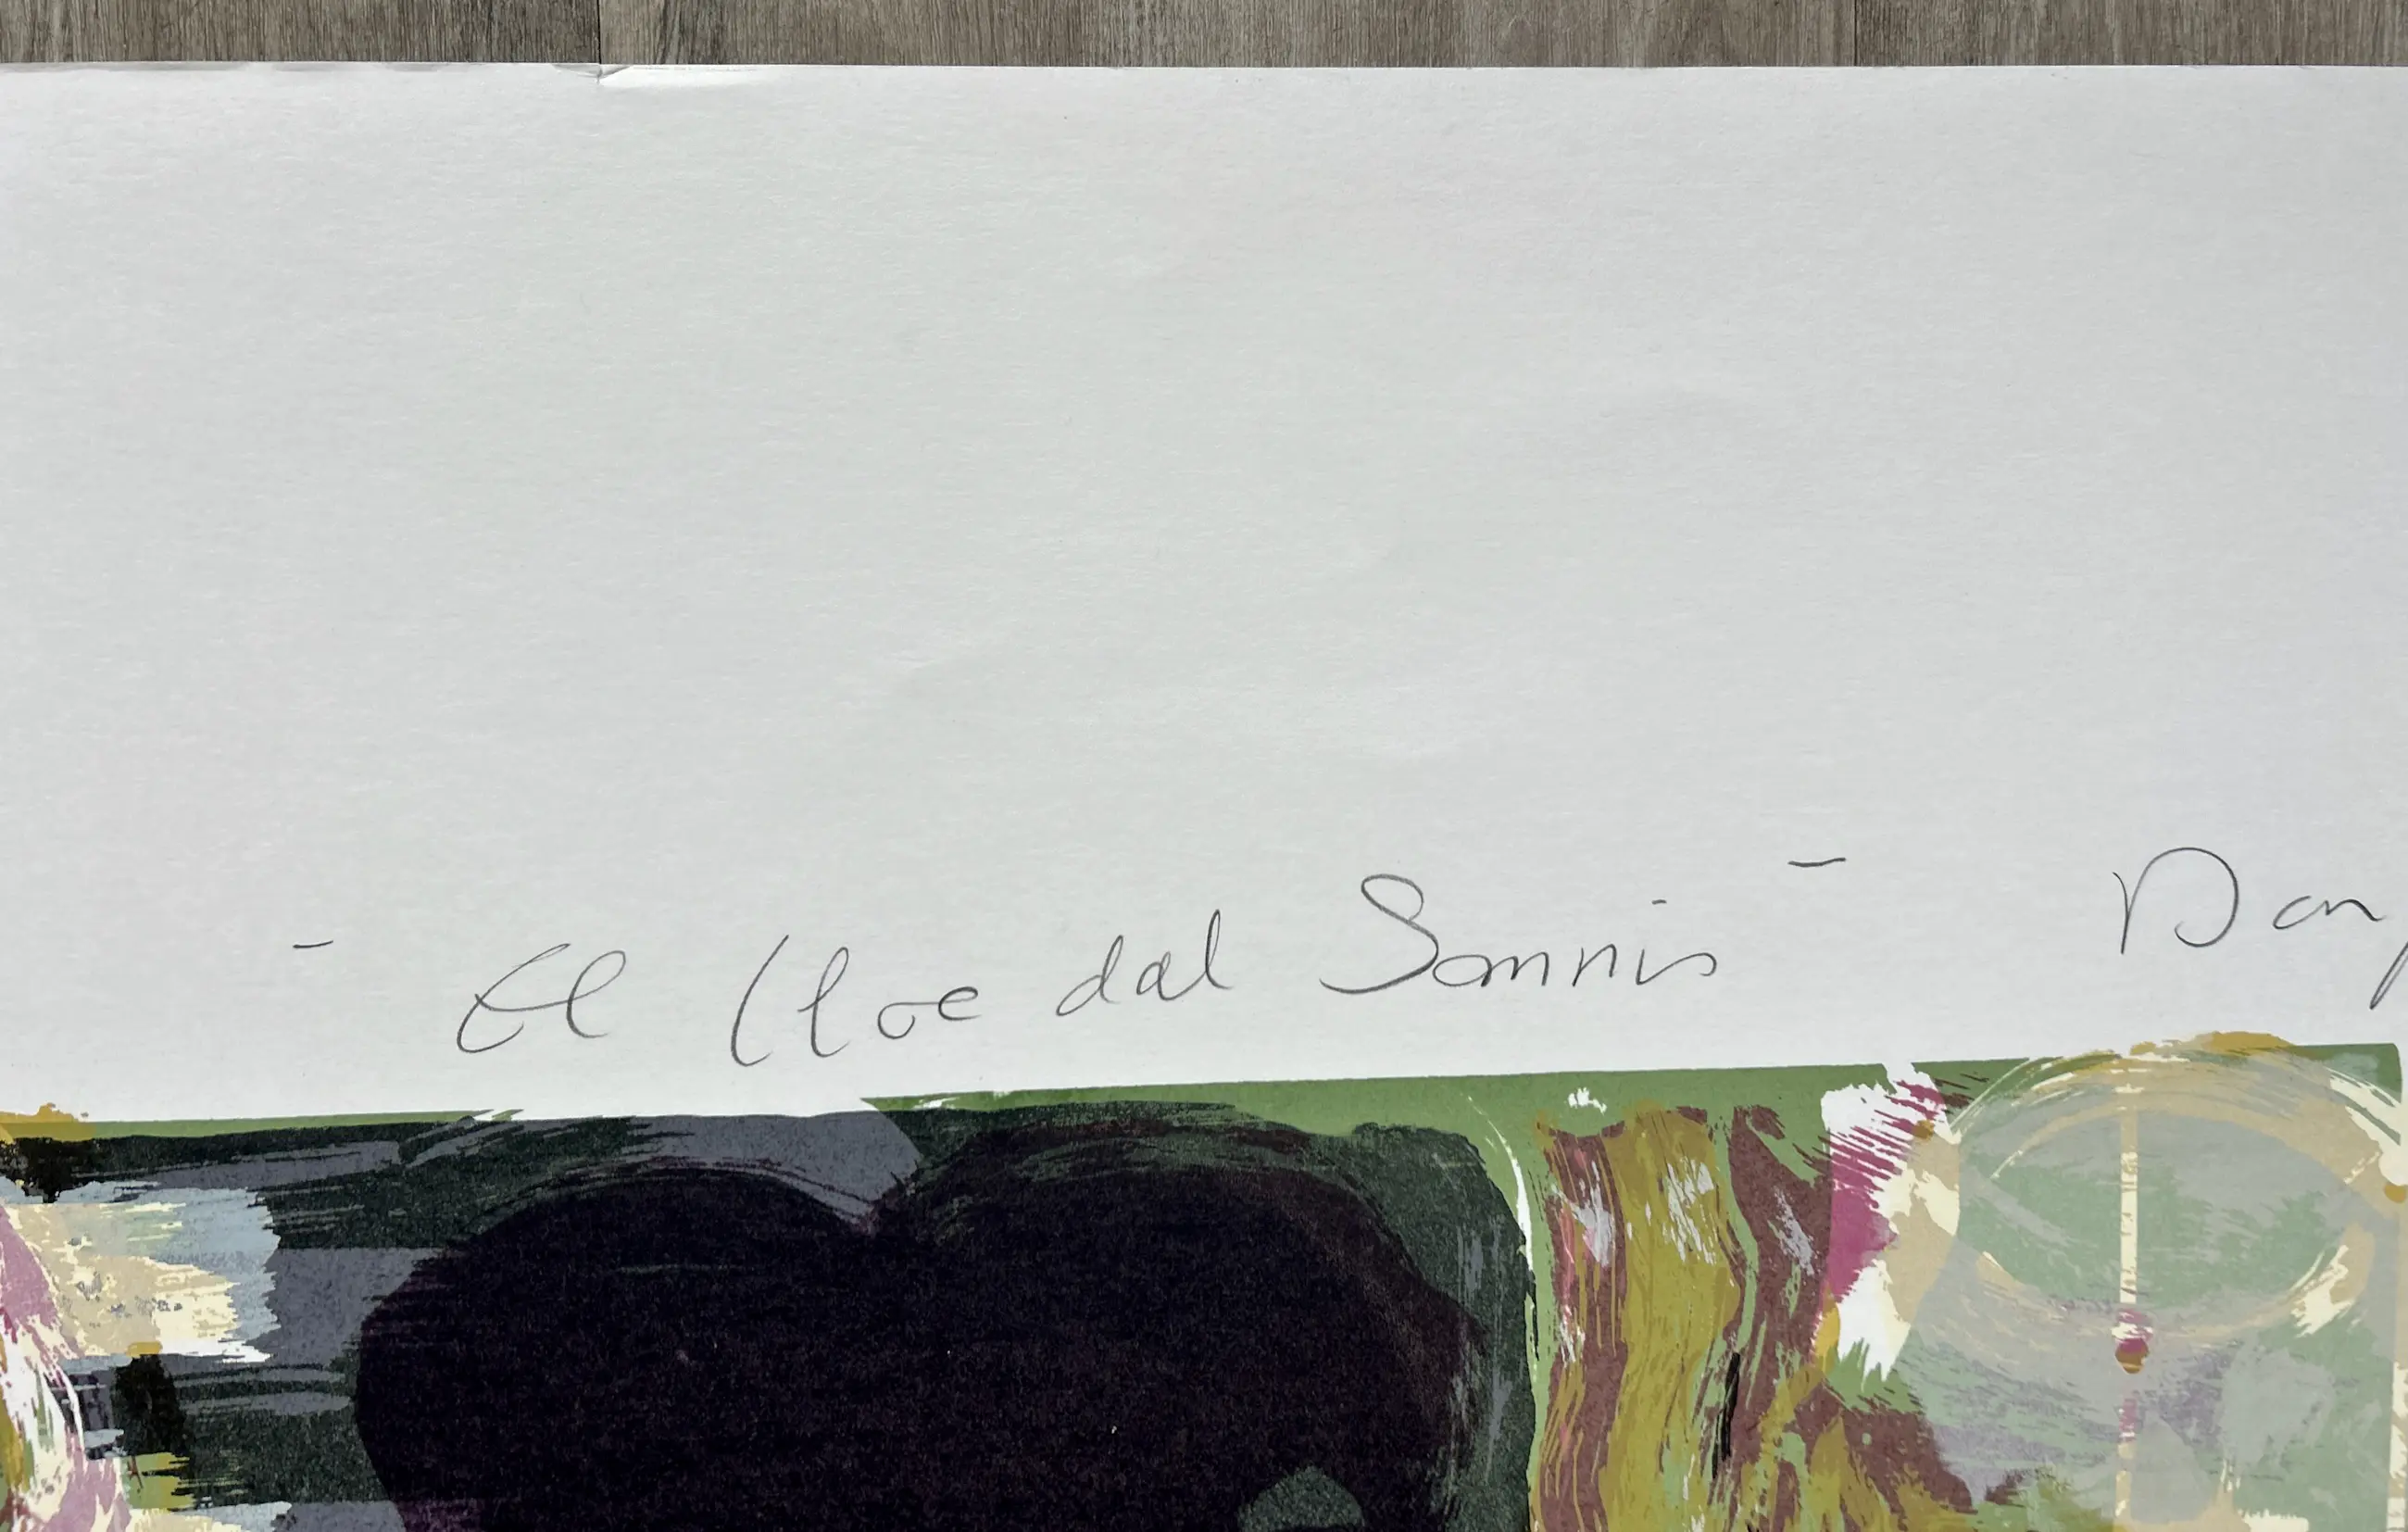 - El lloc dal Somnis -